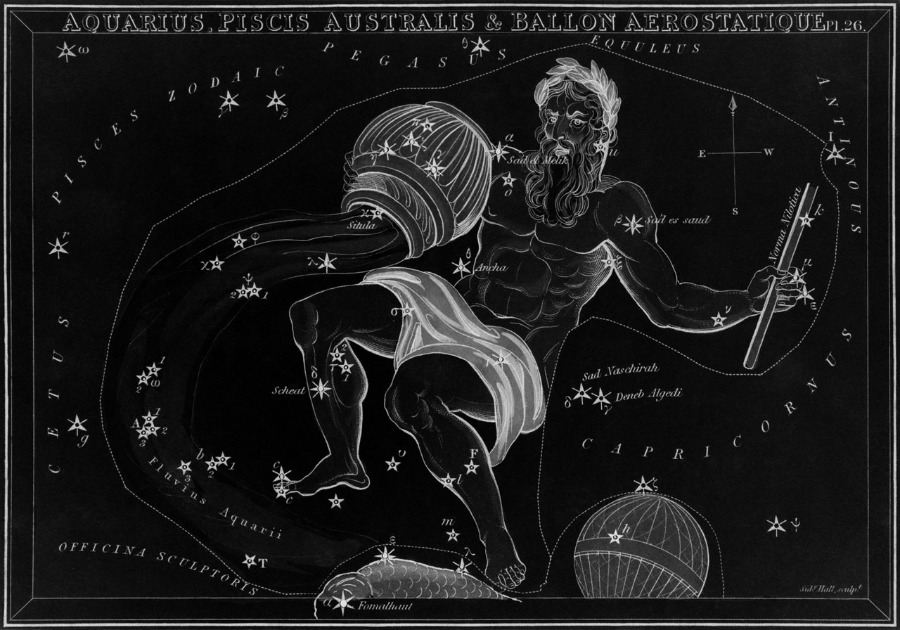 AQUARIUS, PISCIS AUSTRALIS & BALLON AEROSTATIQUE Pl. 26.
PEGASUS
EQUULEUS
PISCES ZODAIC
ANTINOUS
CETUS
CAPRICORNUS
E W
S
Sad el Melik
Situla
Sad es saud
Norma Nilotica
Ancha
Scheat
Sad Naschirah
Deneb Algedi
Fluvius Aquarii
OFFICINA SCULPTORIS
Fomalhaut
Sidy. Hall, sculpt.